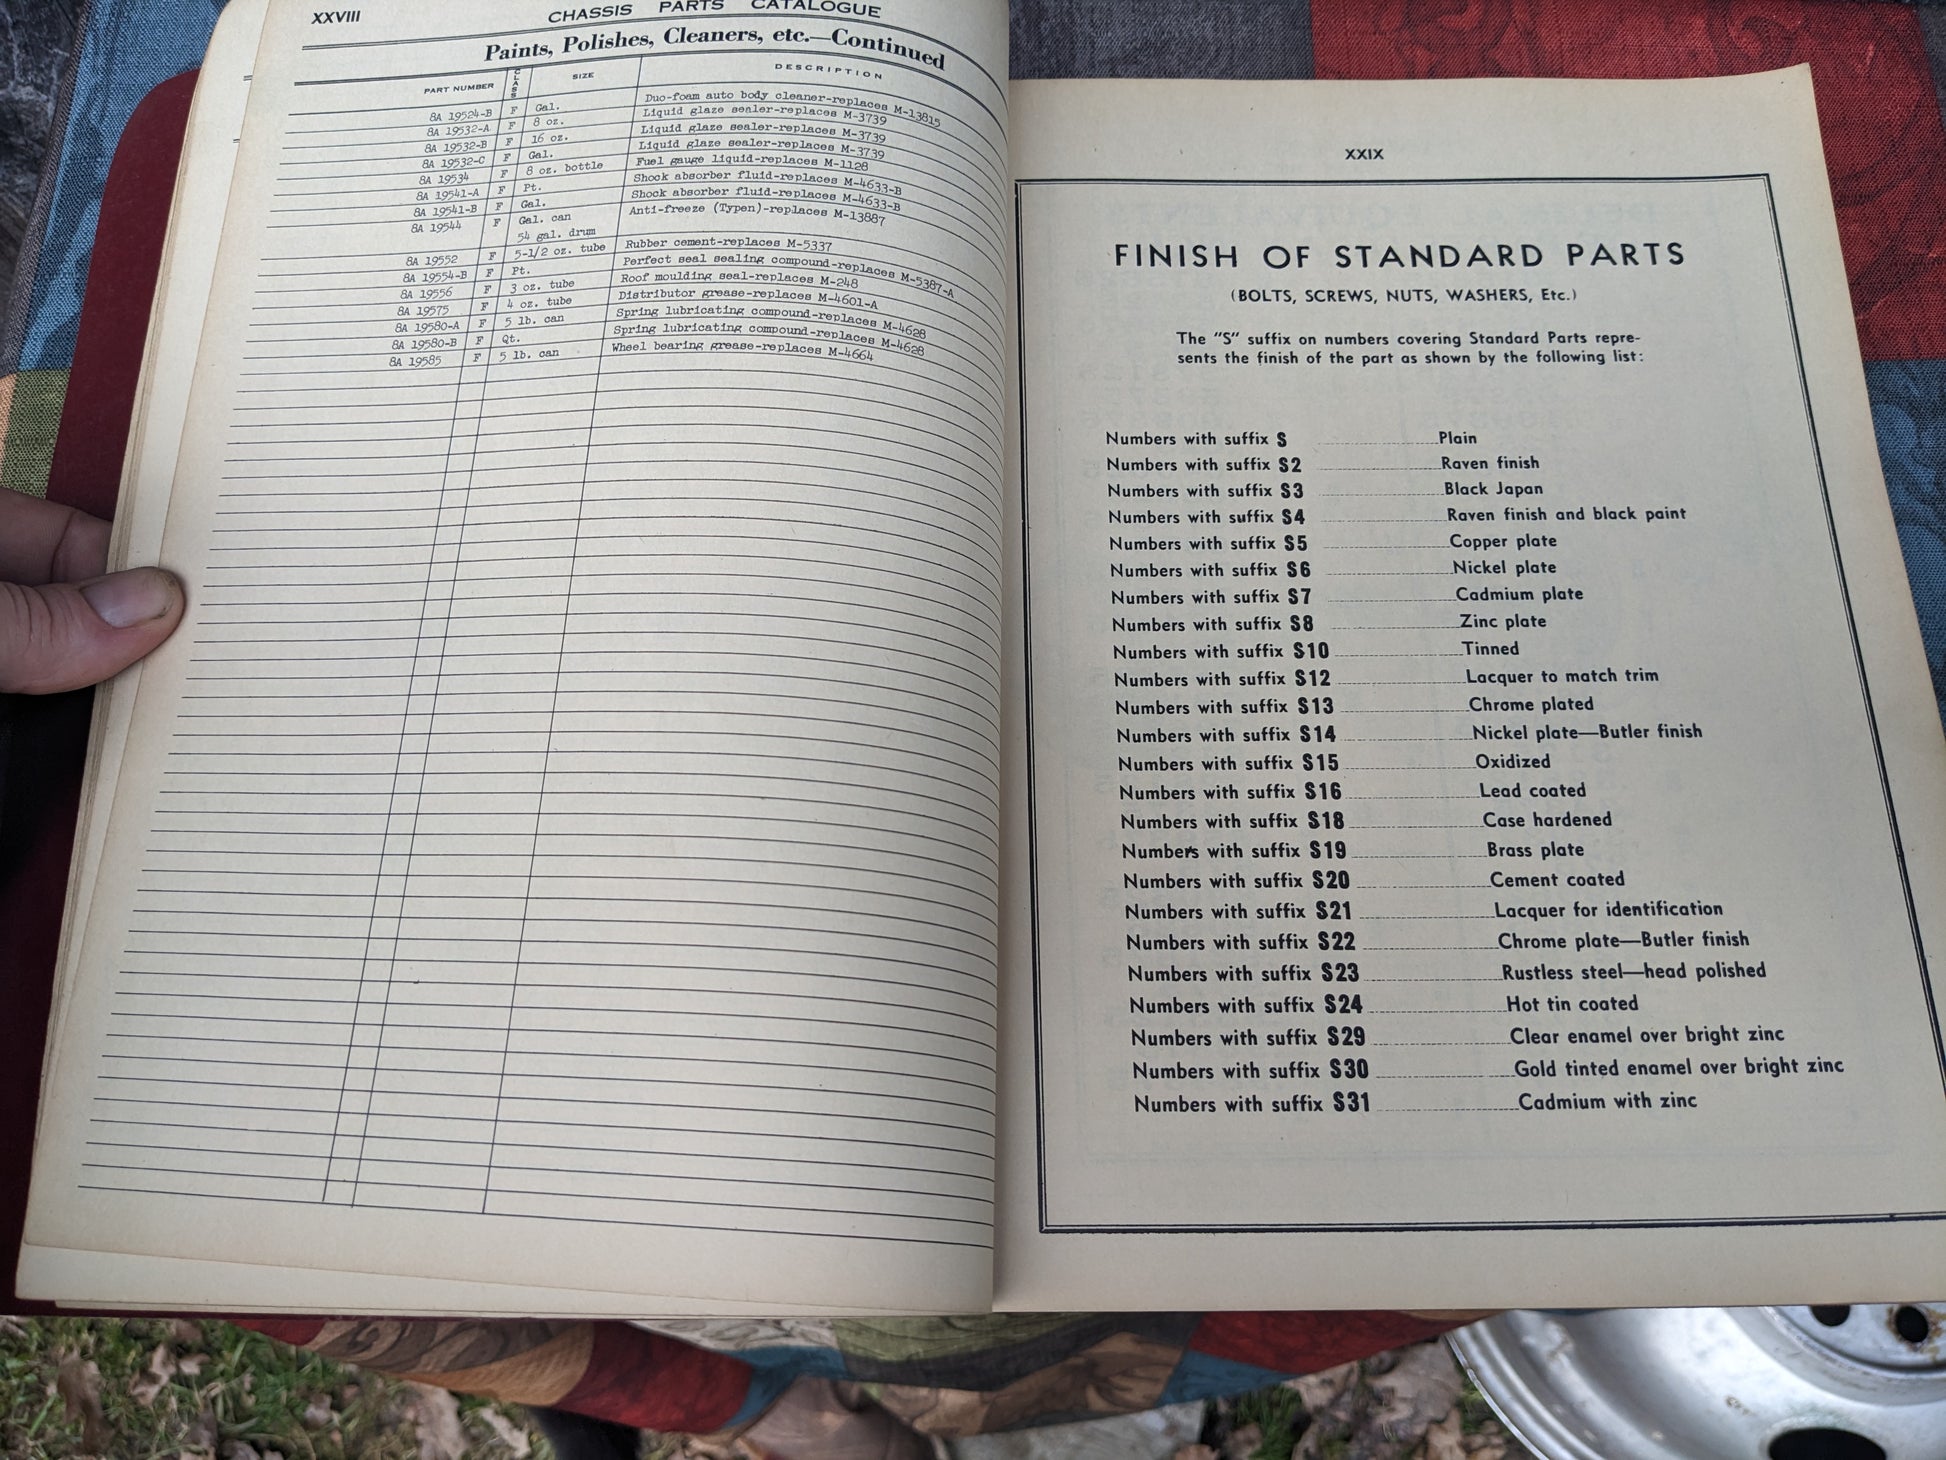 XXVIII
CHASSIS PARTS CATALOGUE
Paints, Polishes, Cleaners, etc.—Continued
PART NUMBER CLASS SIZE DESCRIPTION
8A 19524-B F Gal. Duo-foam auto body cleaner-replaces M-13815
8A 19532-A F 8 oz. Liquid glaze sealer-replaces M-3739
8A 19532-B F 16 oz. Liquid glaze sealer-replaces M-3739
8A 19532-C F Gal. Liquid glaze sealer-replaces M-3739
8A 19534 F 8 oz. bottle Fuel gauge liquid-replaces M-1128
8A 19541-A F Pt. Shock absorber fluid-replaces M-4633-B
8A 19541-B F Gal. Shock absorber fluid-replaces M-4633-B
8A 19544 F Gal. can Anti-freeze (Typen)-replaces M-13887
54 gal. drum
8A 19552 F 5-1/2 oz. tube Rubber cement-replaces M-5337
8A 19554-B F Pt. Perfect seal sealing compound-replaces M-5387-A
8A 19556 F 3 oz. tube Roof moulding seal-replaces M-248
8A 19575 F 4 oz. tube Distributor grease-replaces M-4601-A
8A 19580-A F 5 lb. can Spring lubricating compound-replaces M-4628
8A 19580-B F Qt. Spring lubricating compound-replaces M-4628
8A 19585 F 5 lb. can Wheel bearing grease-replaces M-4664
XXIX
FINISH OF STANDARD PARTS
(BOLTS, SCREWS, NUTS, WASHERS, Etc.)
The "S" suffix on numbers covering Standard Parts repre-
sents the finish of the part as shown by the following list:
Numbers with suffix S Plain
Numbers with suffix S2 Raven finish
Numbers with suffix S3 Black Japan
Numbers with suffix S4 Raven finish and black paint
Numbers with suffix S5 Copper plate
Numbers with suffix S6 Nickel plate
Numbers with suffix S7 Cadmium plate
Numbers with suffix S8 Zinc plate
Numbers with suffix S10 Tinned
Numbers with suffix S12 Lacquer to match trim
Numbers with suffix S13 Chrome plated
Numbers with suffix S14 Nickel plate—Butler finish
Numbers with suffix S15 Oxidized
Numbers with suffix S16 Lead coated
Numbers with suffix S18 Case hardened
Numbers with suffix S19 Brass plate
Numbers with suffix S20 Cement coated
Numbers with suffix S21 Lacquer for identification
Numbers with suffix S22 Chrome plate—Butler finish
Numbers with suffix S23 Rustless steel—head polished
Numbers with suffix S24 Hot tin coated
Numbers with suffix S29 Clear enamel over bright zinc
Numbers with suffix S30 Gold tinted enamel over bright zinc
Numbers with suffix S31 Cadmium with zinc